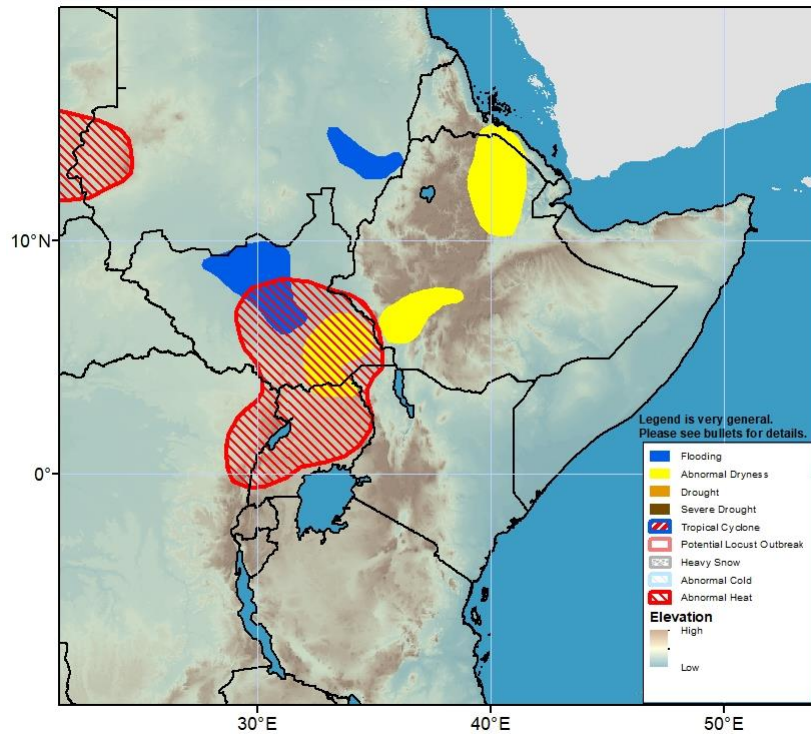 10°N
0°
30°E
40°E
50°E
Legend is very general.
Please see bullets for details.
Flooding
Abnormal Dryness
Drought
Severe Drought
Tropical Cyclone
Potential Locust Outbreak
Heavy Snow
Abnormal Cold
Abnormal Heat
Elevation
High
Low